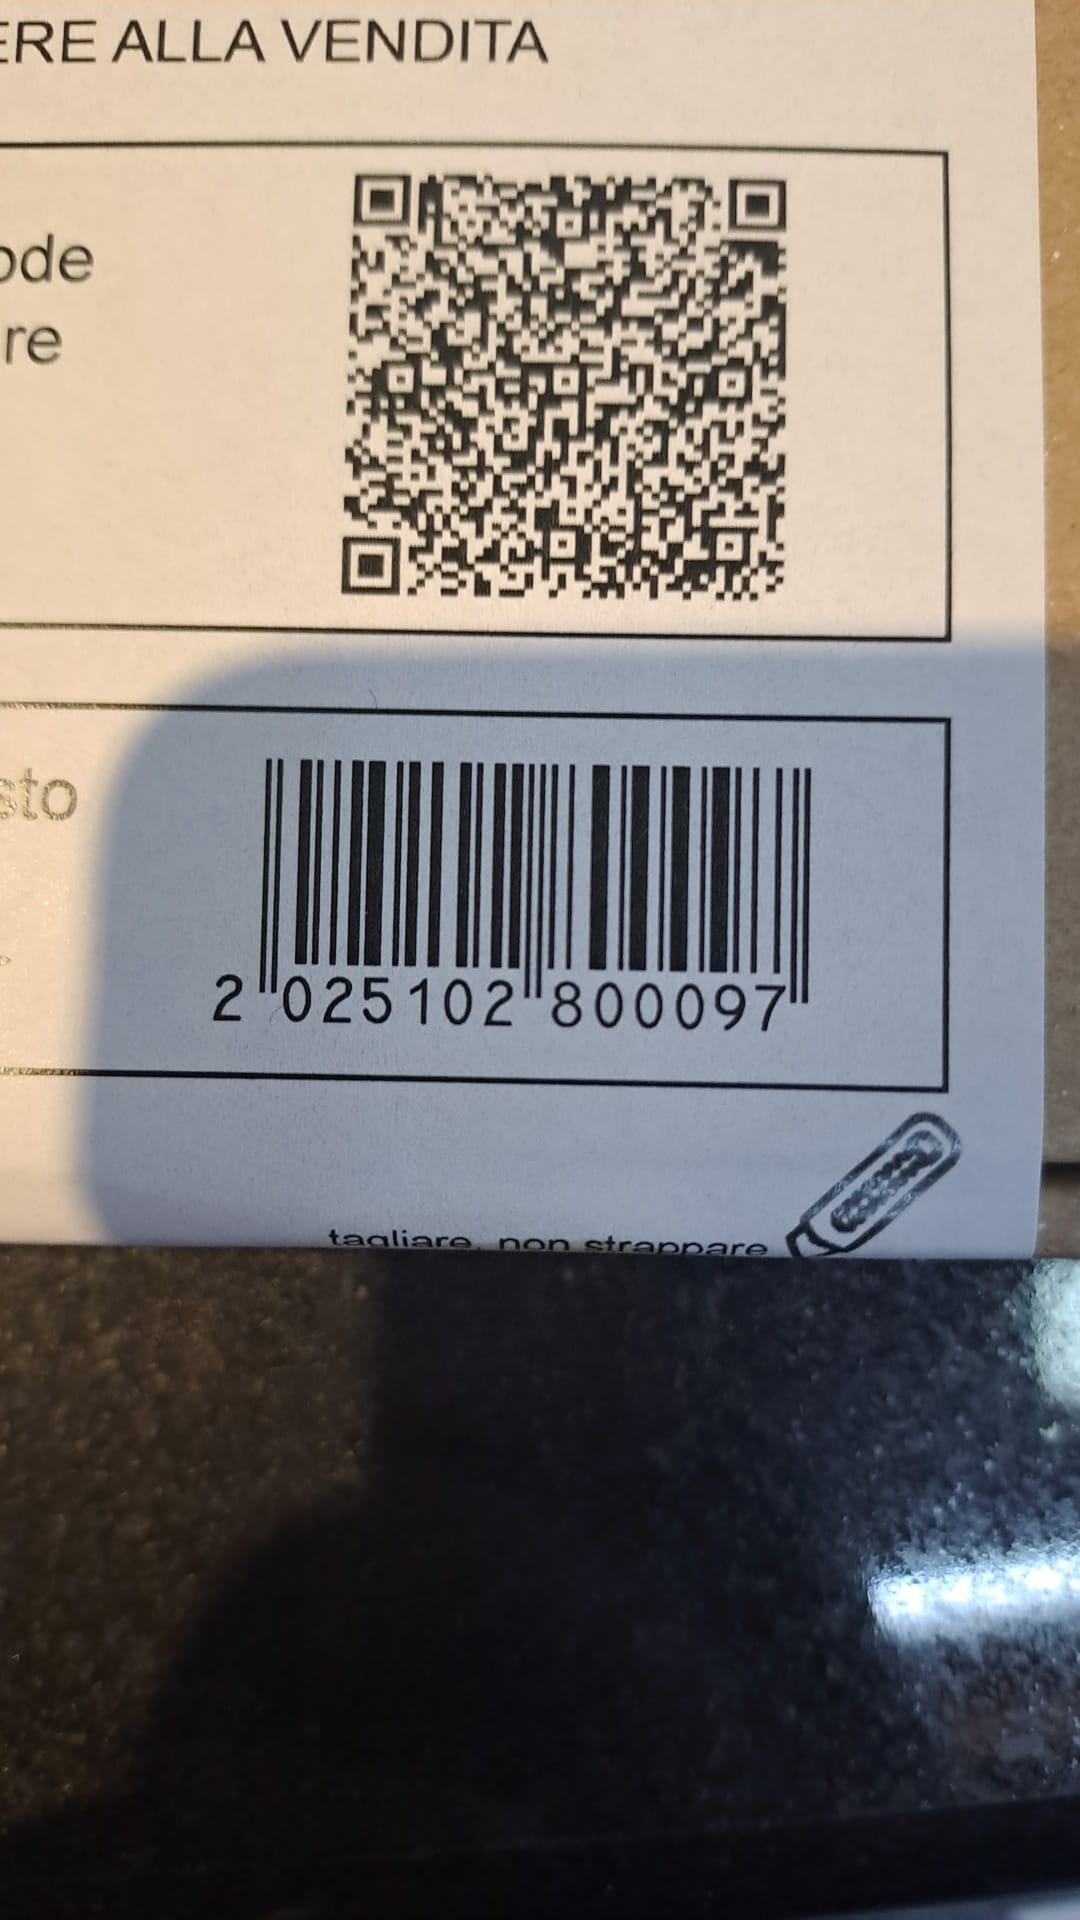 ERE ALLA VENDITA
ode
re
sto
2 025102 800097
tagliare, non strappare